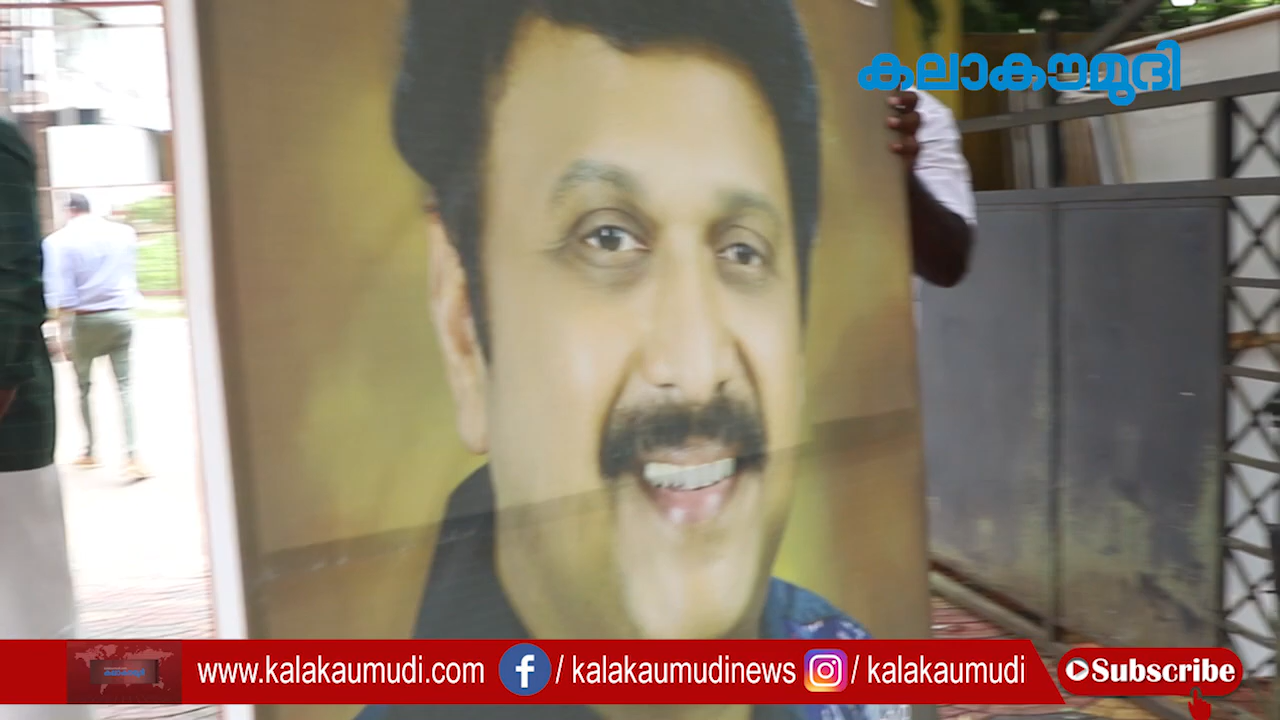 കലാകൗമുദി
www.kalakaumudi.com / kalakaumudinews / kalakaumudi
Subscribe